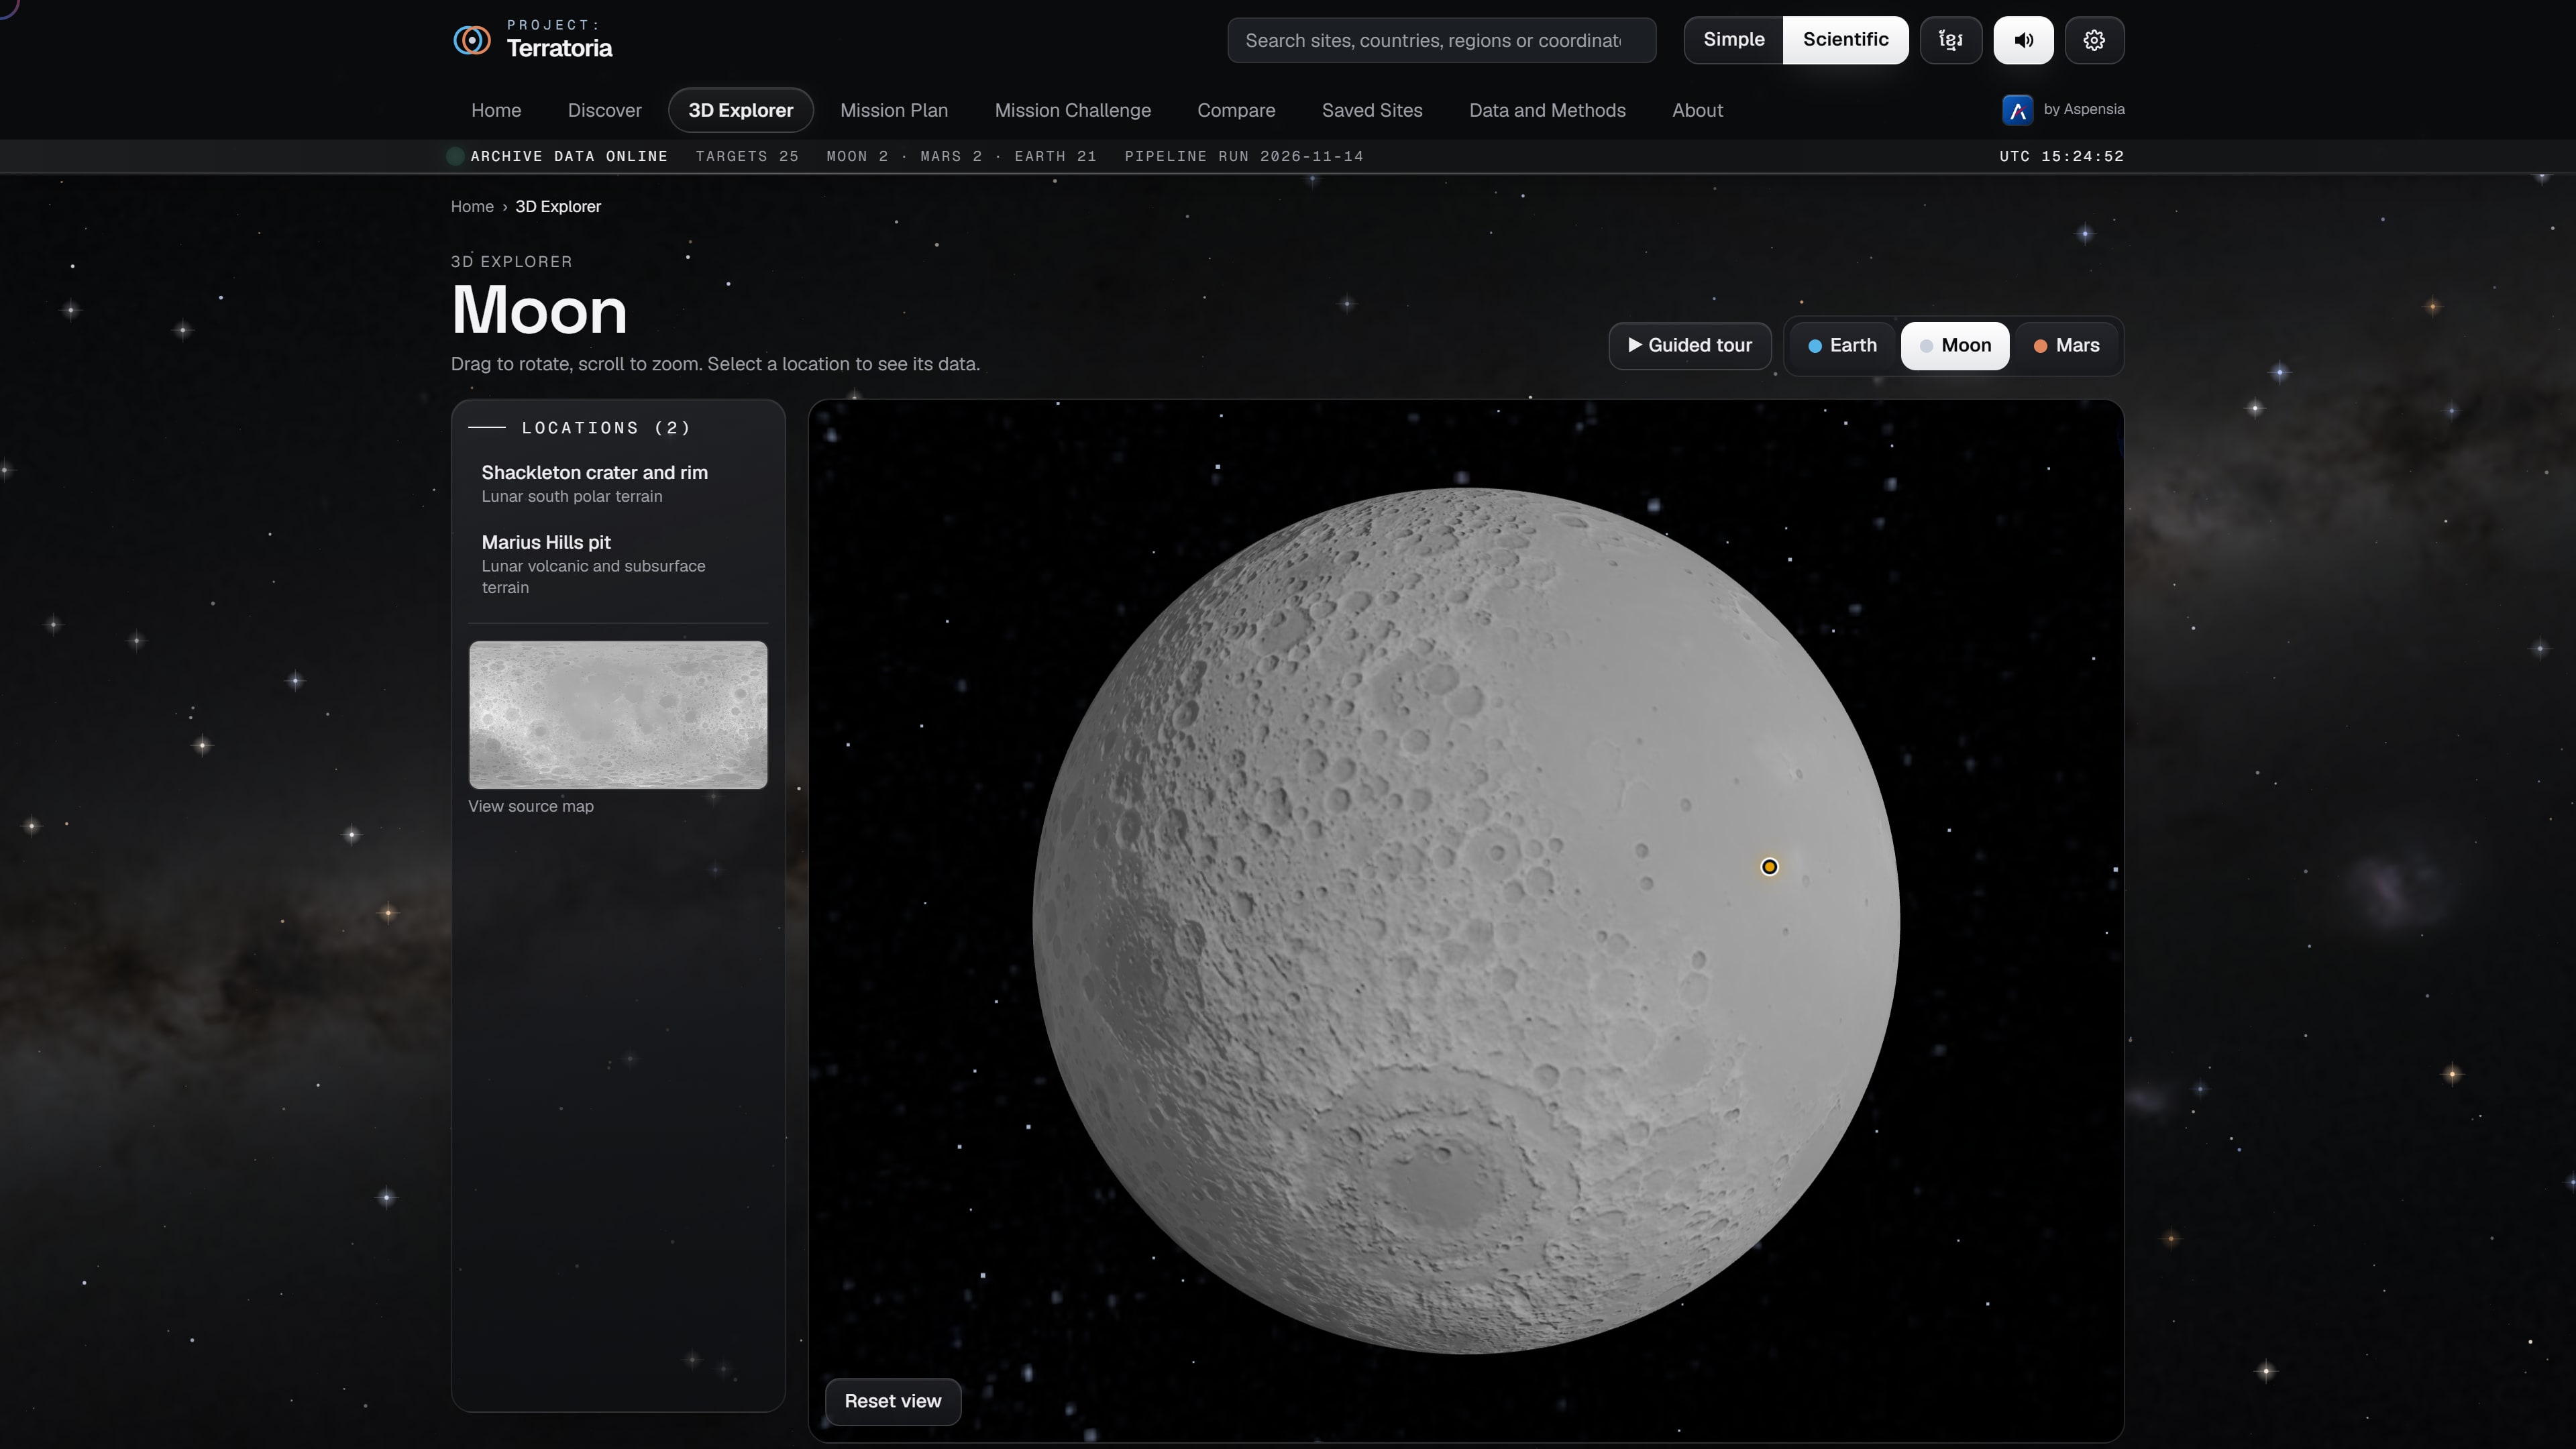 PROJECT:
Terratoria
Search sites, countries, regions or coordinat
Simple
Scientific
ខ្មែរ
Home
Discover
3D Explorer
Mission Plan
Mission Challenge
Compare
Saved Sites
Data and Methods
About
by Aspensia
ARCHIVE DATA ONLINE
TARGETS 25
MOON 2 · MARS 2 · EARTH 21
PIPELINE RUN 2026-11-14
UTC 15:24:52
Home › 3D Explorer
3D EXPLORER
Moon
Drag to rotate, scroll to zoom. Select a location to see its data.
Guided tour
Earth
Moon
Mars
LOCATIONS (2)
Shackleton crater and rim
Lunar south polar terrain
Marius Hills pit
Lunar volcanic and subsurface
terrain
View source map
Reset view